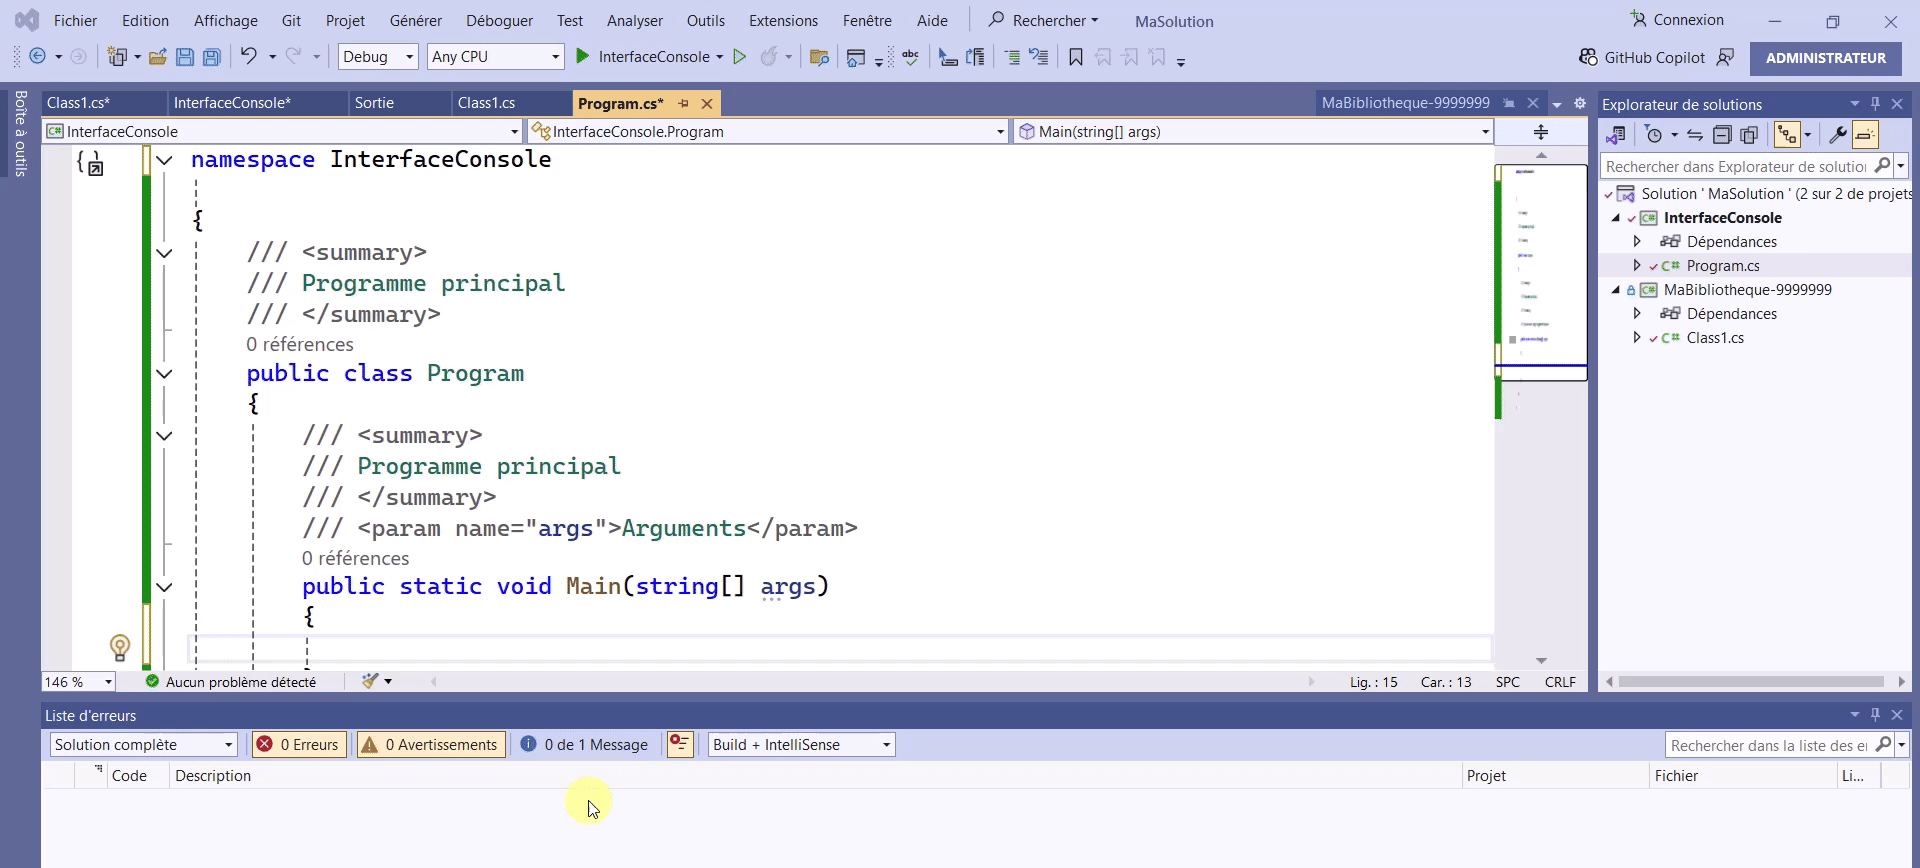 Fichier Edition Affichage Git Projet Générer Déboguer Test Analyser Outils Extensions Fenêtre Aide Rechercher MaSolution Connexion
Debug Any CPU InterfaceConsole abc GitHub Copilot ADMINISTRATEUR
Boîte à outils
Class1.cs* InterfaceConsole* Sortie Class1.cs Program.cs* MaBibliotheque-9999999
InterfaceConsole InterfaceConsole.Program Main(string[] args)
namespace InterfaceConsole
{
/// <summary>
/// Programme principal
/// </summary>
0 références
public class Program
{
/// <summary>
/// Programme principal
/// </summary>
/// <param name="args">Arguments</param>
0 références
public static void Main(string[] args)
{
146 % Aucun problème détecté Lig. : 15 Car. : 13 SPC CRLF
Explorateur de solutions
Rechercher dans Explorateur de solutio
Solution ' MaSolution ' (2 sur 2 de projets
InterfaceConsole
Dépendances
C# Program.cs
MaBibliotheque-9999999
Dépendances
C# Class1.cs
Liste d'erreurs
Solution complète 0 Erreurs 0 Avertissements 0 de 1 Message Build + IntelliSense Rechercher dans la liste des er
Code Description Projet Fichier Li...